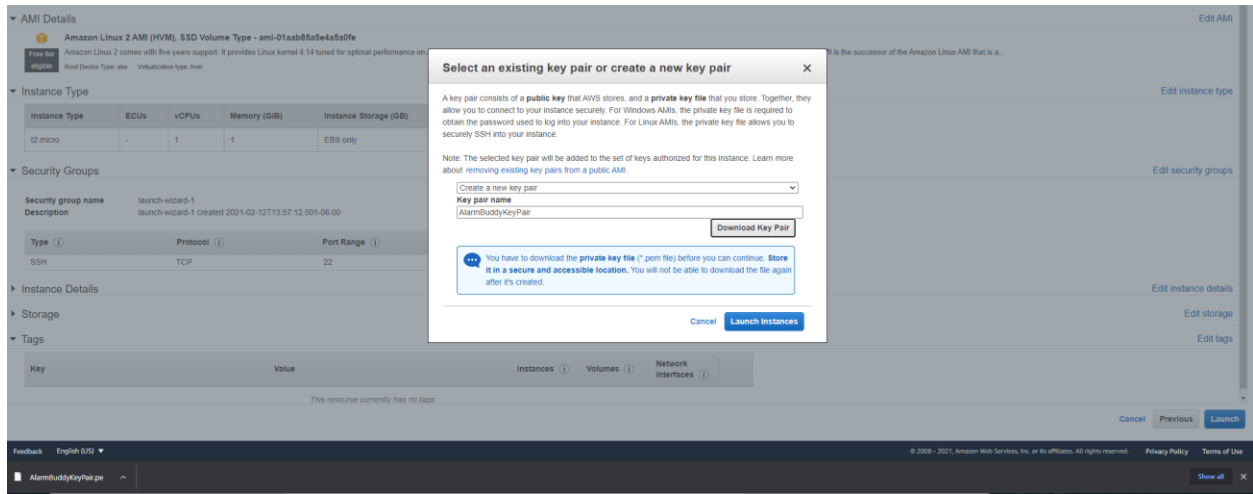 AMI Details
Edit AMI
Amazon Linux 2 AMI (HVM), SSD Volume Type - ami-01aab85a5e4a5a0fe
Free tier
eligible
Amazon Linux 2 comes with five years support. It provides Linux kernel 4.14 tuned for optimal performance on
is the successor of the Amazon Linux AMI that is a...
Root Device Type: ebs Virtualization type: hvm
Instance Type
Edit instance type
Instance Type ECUs vCPUs Memory (GiB) Instance Storage (GB)
t2.micro - 1 1 EBS only
Security Groups
Edit security groups
Security group name launch-wizard-1
Description launch-wizard-1 created 2021-02-12T13:57:12.501-06:00
Type Protocol Port Range
SSH TCP 22
Instance Details
Edit instance details
Storage
Edit storage
Tags
Edit tags
Key Value Instances Volumes Network Interfaces
This resource currently has no tags
Cancel Previous Launch
Select an existing key pair or create a new key pair ×
A key pair consists of a public key that AWS stores, and a private key file that you store. Together, they
allow you to connect to your instance securely. For Windows AMIs, the private key file is required to
obtain the password used to log into your instance. For Linux AMIs, the private key file allows you to
securely SSH into your instance.
Note: The selected key pair will be added to the set of keys authorized for this instance. Learn more
about removing existing key pairs from a public AMI.
Create a new key pair
Key pair name
AlarmBuddyKeyPair
Download Key Pair
You have to download the private key file (*.pem file) before you can continue. Store
it in a secure and accessible location. You will not be able to download the file again
after it's created.
Cancel Launch Instances
Feedback English (US) © 2008 - 2021, Amazon Web Services, Inc. or its affiliates. All rights reserved. Privacy Policy Terms of Use
AlarmBuddyKeyPair.pe Show all ×